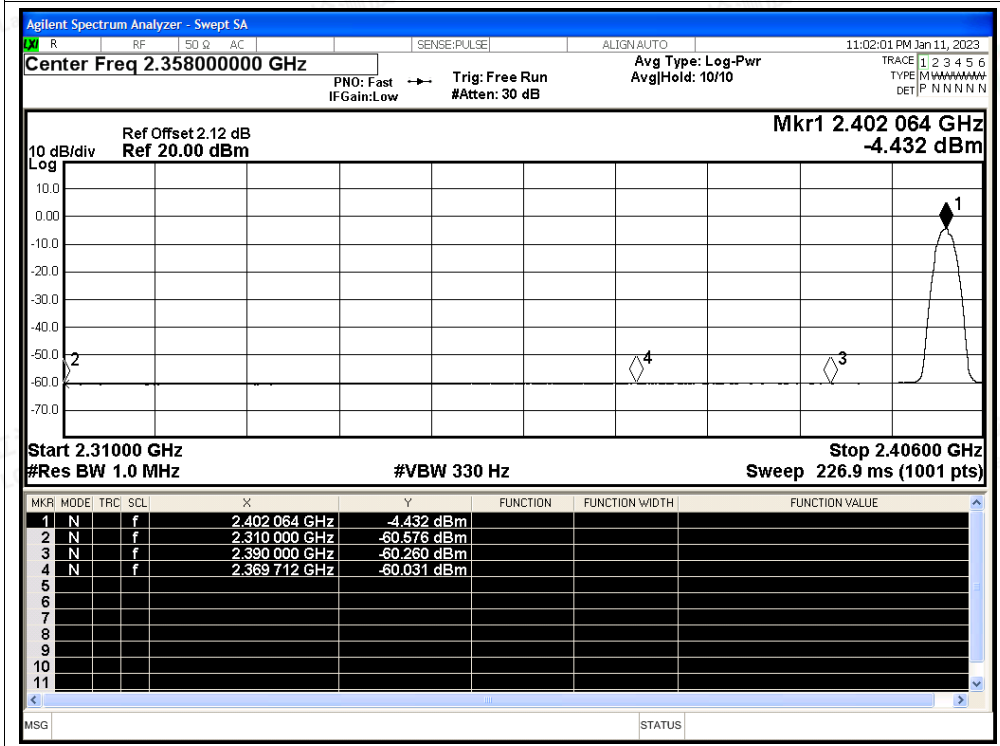 Agilent Spectrum Analyzer - Swept SA
LXI R RF 50 Ω AC SENSE:PULSE ALIGN AUTO 11:02:01 PM Jan 11, 2023
Center Freq 2.358000000 GHz
PNO: Fast
IFGain:Low
Trig: Free Run
#Atten: 30 dB
Avg Type: Log-Pwr
Avg|Hold: 10/10
TRACE 1 2 3 4 5 6
TYPE M
DET P N N N N N
Mkr1 2.402 064 GHz
-4.432 dBm
Ref Offset 2.12 dB
10 dB/div Ref 20.00 dBm
Log
10.0
0.00
-10.0
-20.0
-30.0
-40.0
-50.0
-60.0
-70.0
1
2
4
3
Start 2.31000 GHz Stop 2.40600 GHz
#Res BW 1.0 MHz #VBW 330 Hz Sweep 226.9 ms (1001 pts)
MKR MODE TRC SCL X Y FUNCTION FUNCTION WIDTH FUNCTION VALUE
1 N f 2.402 064 GHz -4.432 dBm
2 N f 2.310 000 GHz -60.576 dBm
3 N f 2.390 000 GHz -60.260 dBm
4 N f 2.369 712 GHz -60.031 dBm
5
6
7
8
9
10
11
MSG STATUS